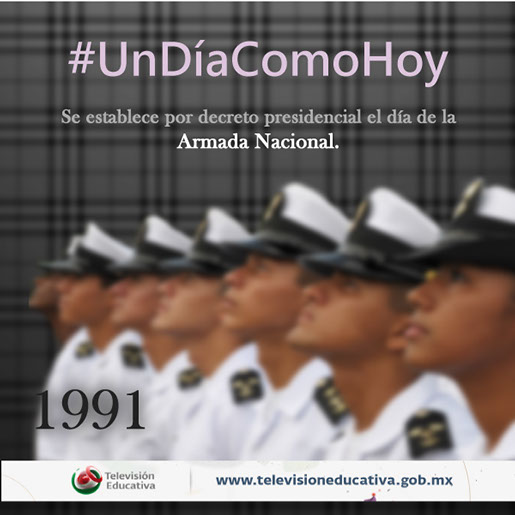 #UnDíaComoHoy
Se establece por decreto presidencial el día de la
Armada Nacional.
1991
Televisión
Educativa
www.televisioneducativa.gob.mx